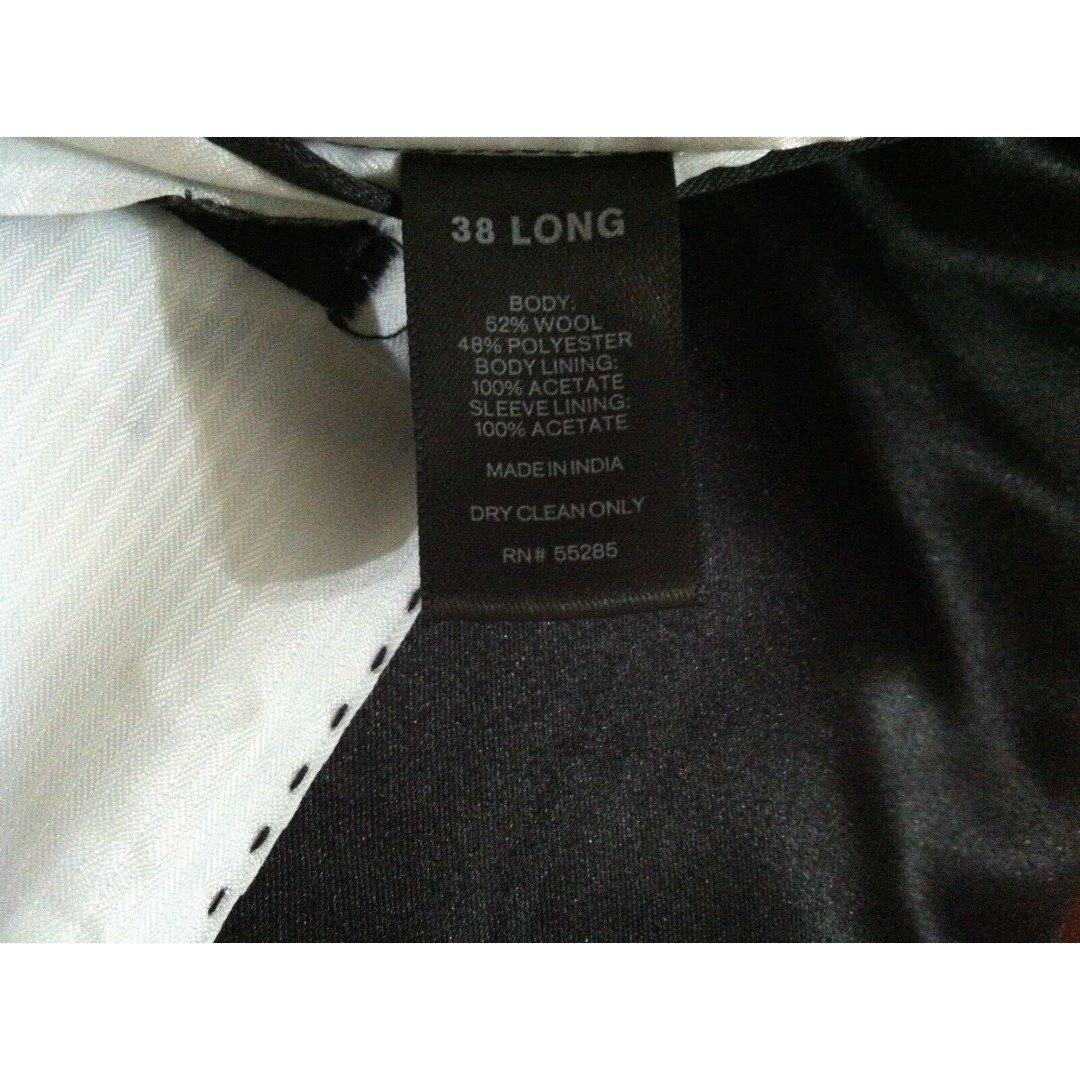 38 LONG
BODY:
52% WOOL
48% POLYESTER
BODY LINING:
100% ACETATE
SLEEVE LINING:
100% ACETATE
MADE IN INDIA
DRY CLEAN ONLY
RN# 55285